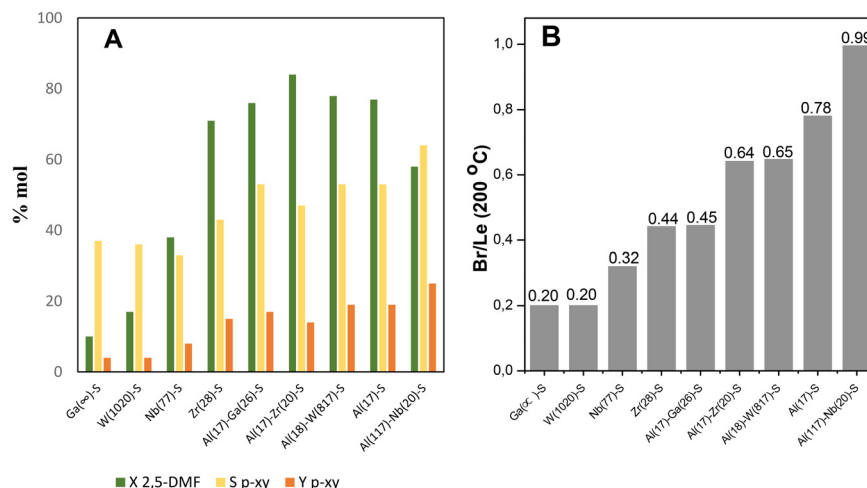 A
100
80
60
40
20
0
% mol
Ga(∞)-S
W(1020)-S
Nb(77)-S
Zr(28)-S
Al(17)-Ga(26)-S
Al(17)-Zr(20)-S
Al(18)-W(817)-S
Al(17)-S
Al(117)-Nb(20)-S
X 2,5-DMF S p-xy Y p-xy
B
1,0
0,8
0,6
0,4
0,2
0,0
Br/Le (200 °C)
0.20
0.20
0.32
0.44
0.45
0.64
0.65
0.78
0.99
Ga(∝ )-S
W(1020)-S
Nb(77)-S
Zr(28)-S
Al(17)-Ga(26)-S
Al(17)-Zr(20)-S
Al(18)-W(817)-S
Al(17)-S
Al(117)-Nb(20)-S